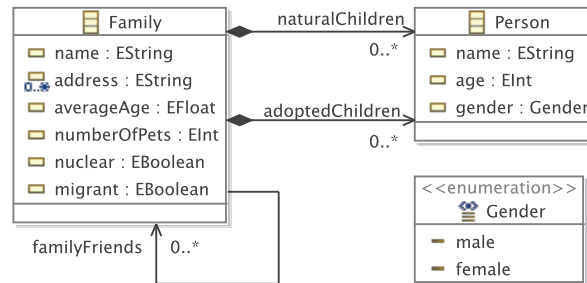 Family
name : EString
address : EString
0..*
averageAge : EFloat
numberOfPets : EInt
nuclear : EBoolean
migrant : EBoolean
naturalChildren
0..*
adoptedChildren
0..*
familyFriends
0..*
Person
name : EString
age : EInt
gender : Gender
<<enumeration>>
Gender
male
female